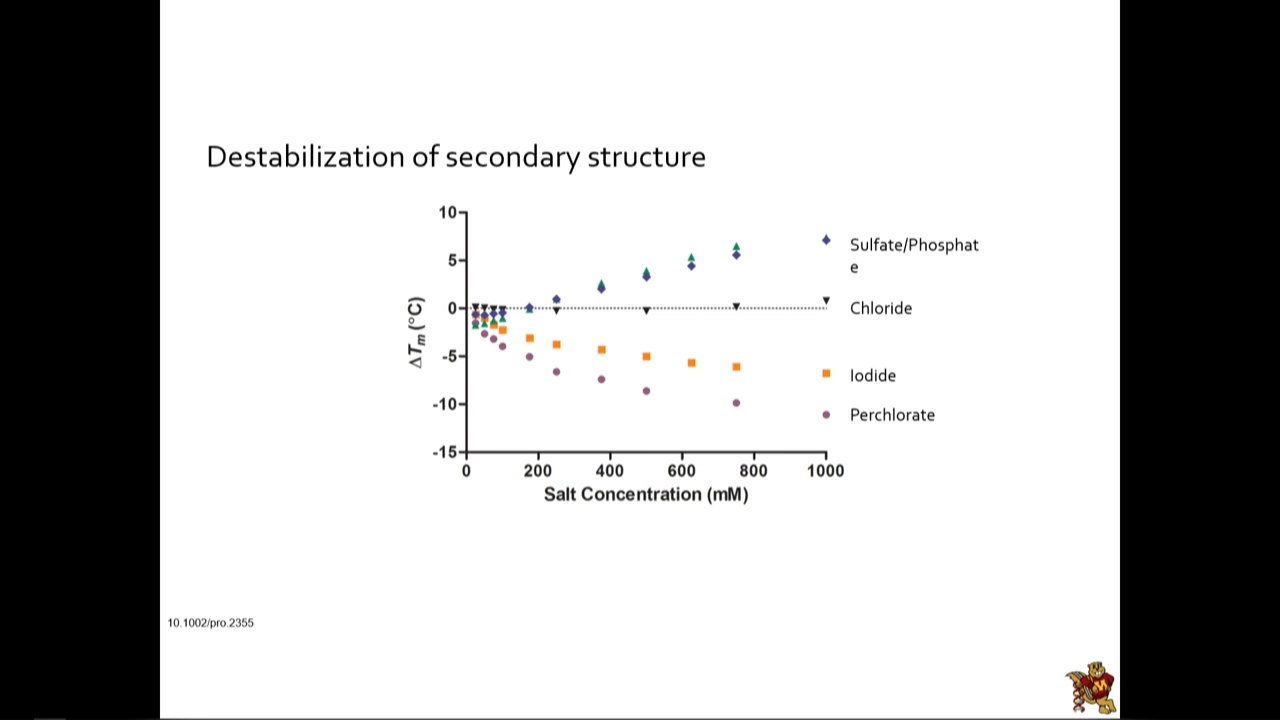 Destabilization of secondary structure
10
5
0
-5
-10
-15
ΔTm (°C)
0 200 400 600 800 1000
Salt Concentration (mM)
Sulfate/Phosphat
e
Chloride
Iodide
Perchlorate
10.1002/pro.2355
M